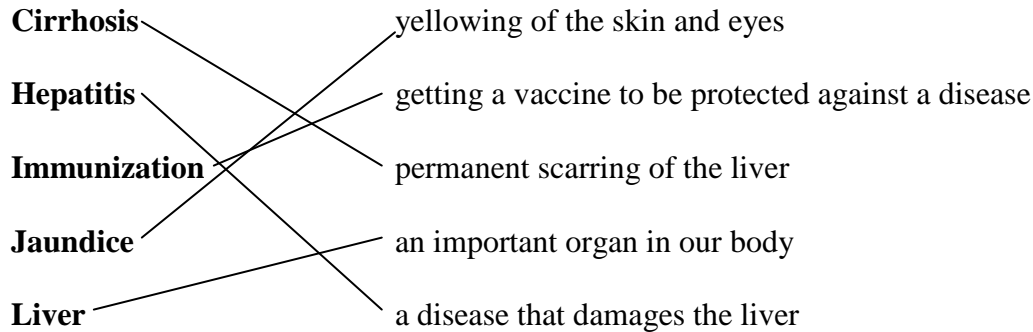 Cirrhosis yellowing of the skin and eyes
Hepatitis getting a vaccine to be protected against a disease
Immunization permanent scarring of the liver
Jaundice an important organ in our body
Liver a disease that damages the liver